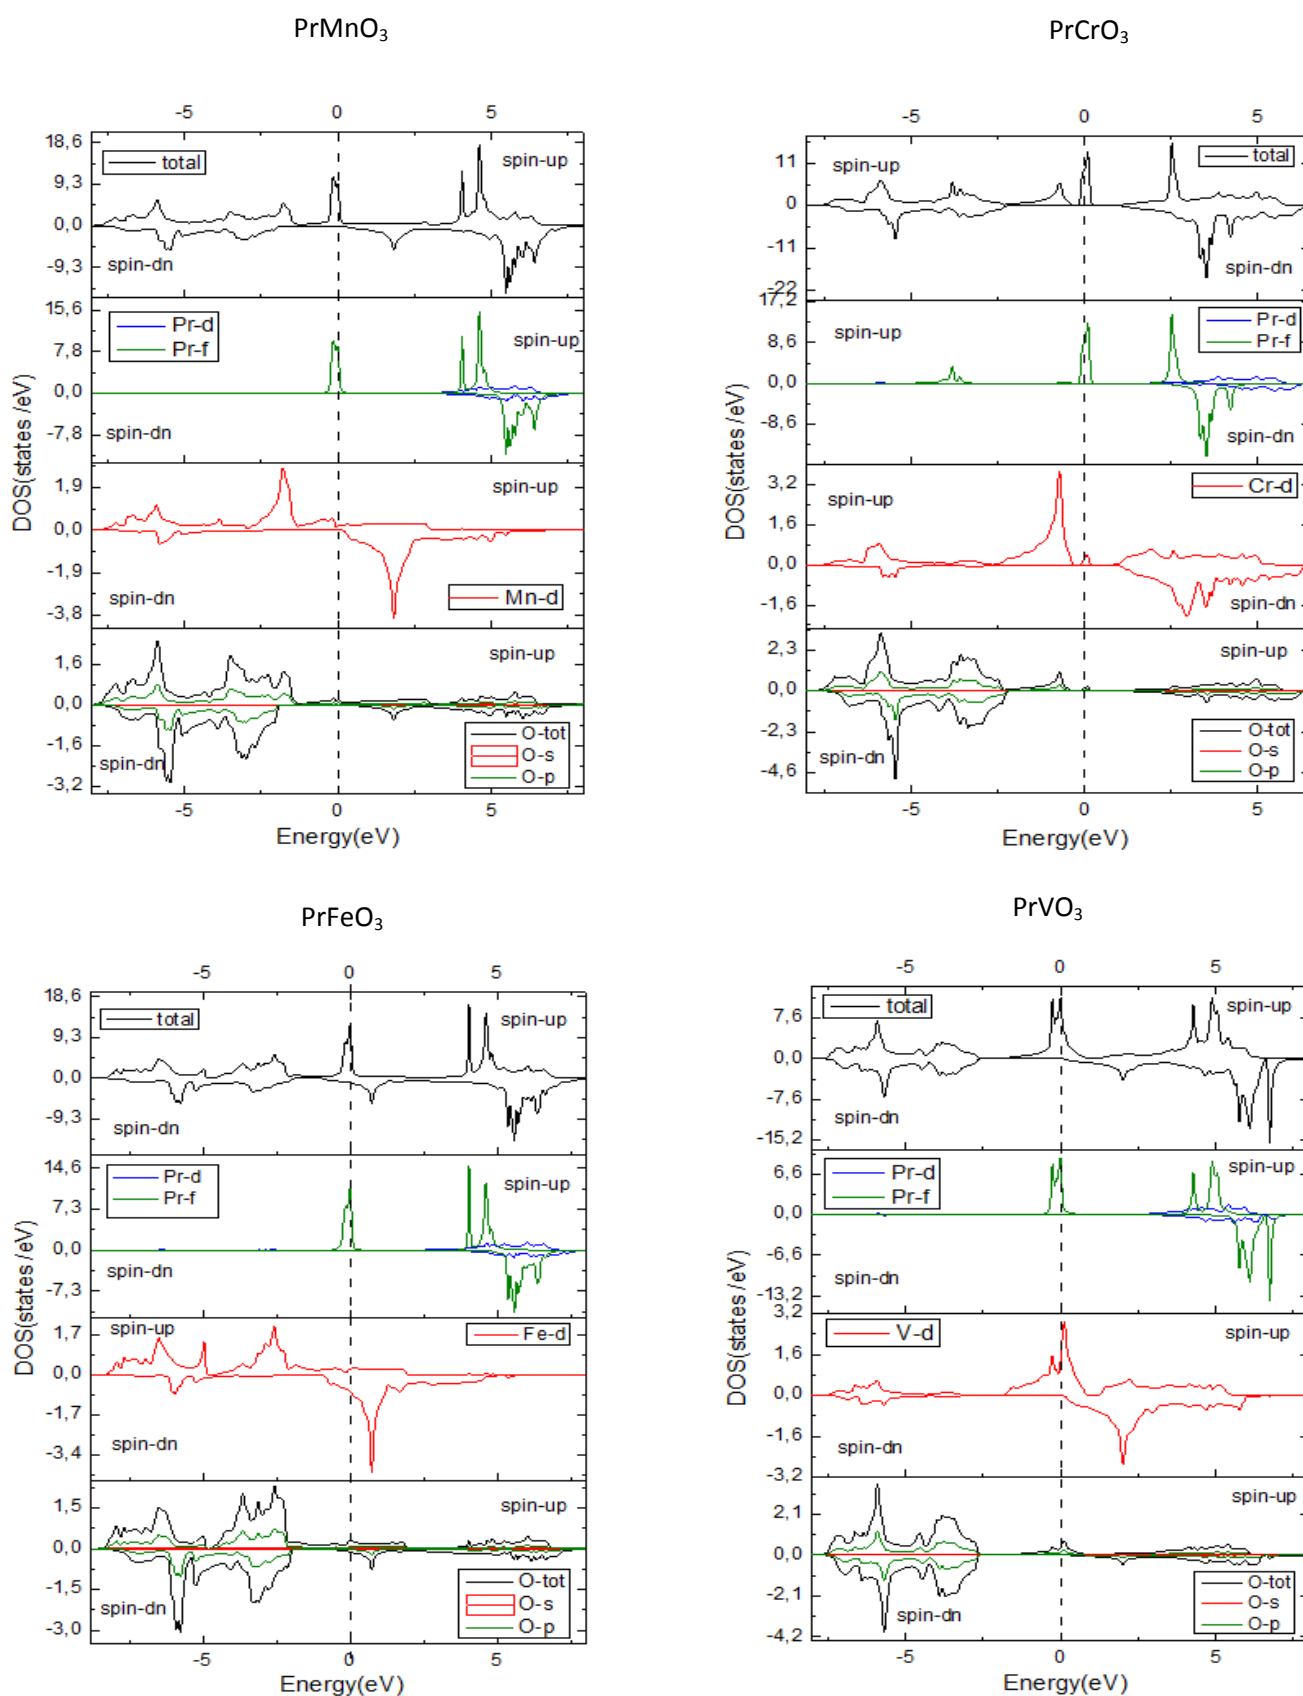 PrMnO3
-5 0 5
18,6
9,3
0,0
-9,3
total
spin-up
spin-dn
15,6
7,8
0,0
-7,8
Pr-d
Pr-f
spin-up
spin-dn
1,9
0,0
-1,9
-3,8
spin-up
spin-dn
Mn-d
1,6
0,0
-1,6
-3,2
spin-up
spin-dn
O-tot
O-s
O-p
DOS(states /eV)
-5 0 5
Energy(eV)
PrCrO3
-5 0 5
11
0
-11
-22
spin-up
total
spin-dn
17,2
8,6
0,0
-8,6
spin-up
Pr-d
Pr-f
spin-dn
3,2
1,6
0,0
-1,6
spin-up
Cr-d
spin-dn
2,3
0,0
-2,3
-4,6
spin-up
spin-dn
O-tot
O-s
O-p
DOS(states /eV)
-5 0 5
Energy(eV)
PrFeO3
-5 0 5
18,6
9,3
0,0
-9,3
total
spin-up
spin-dn
14,6
7,3
0,0
-7,3
Pr-d
Pr-f
spin-up
spin-dn
1,7
0,0
-1,7
-3,4
spin-up
Fe-d
spin-dn
1,5
0,0
-1,5
-3,0
spin-up
spin-dn
O-tot
O-s
O-p
DOS(states /eV)
-5 0 5
Energy(eV)
PrVO3
-5 0 5
7,6
0,0
-7,6
-15,2
total
spin-up
spin-dn
6,6
0,0
-6,6
-13,2
Pr-d
Pr-f
spin-up
spin-dn
3,2
1,6
0,0
-1,6
-3,2
V-d
spin-up
spin-dn
2,1
0,0
-2,1
-4,2
spin-up
spin-dn
O-tot
O-s
O-p
DOS(states /eV)
-5 0 5
Energy(eV)